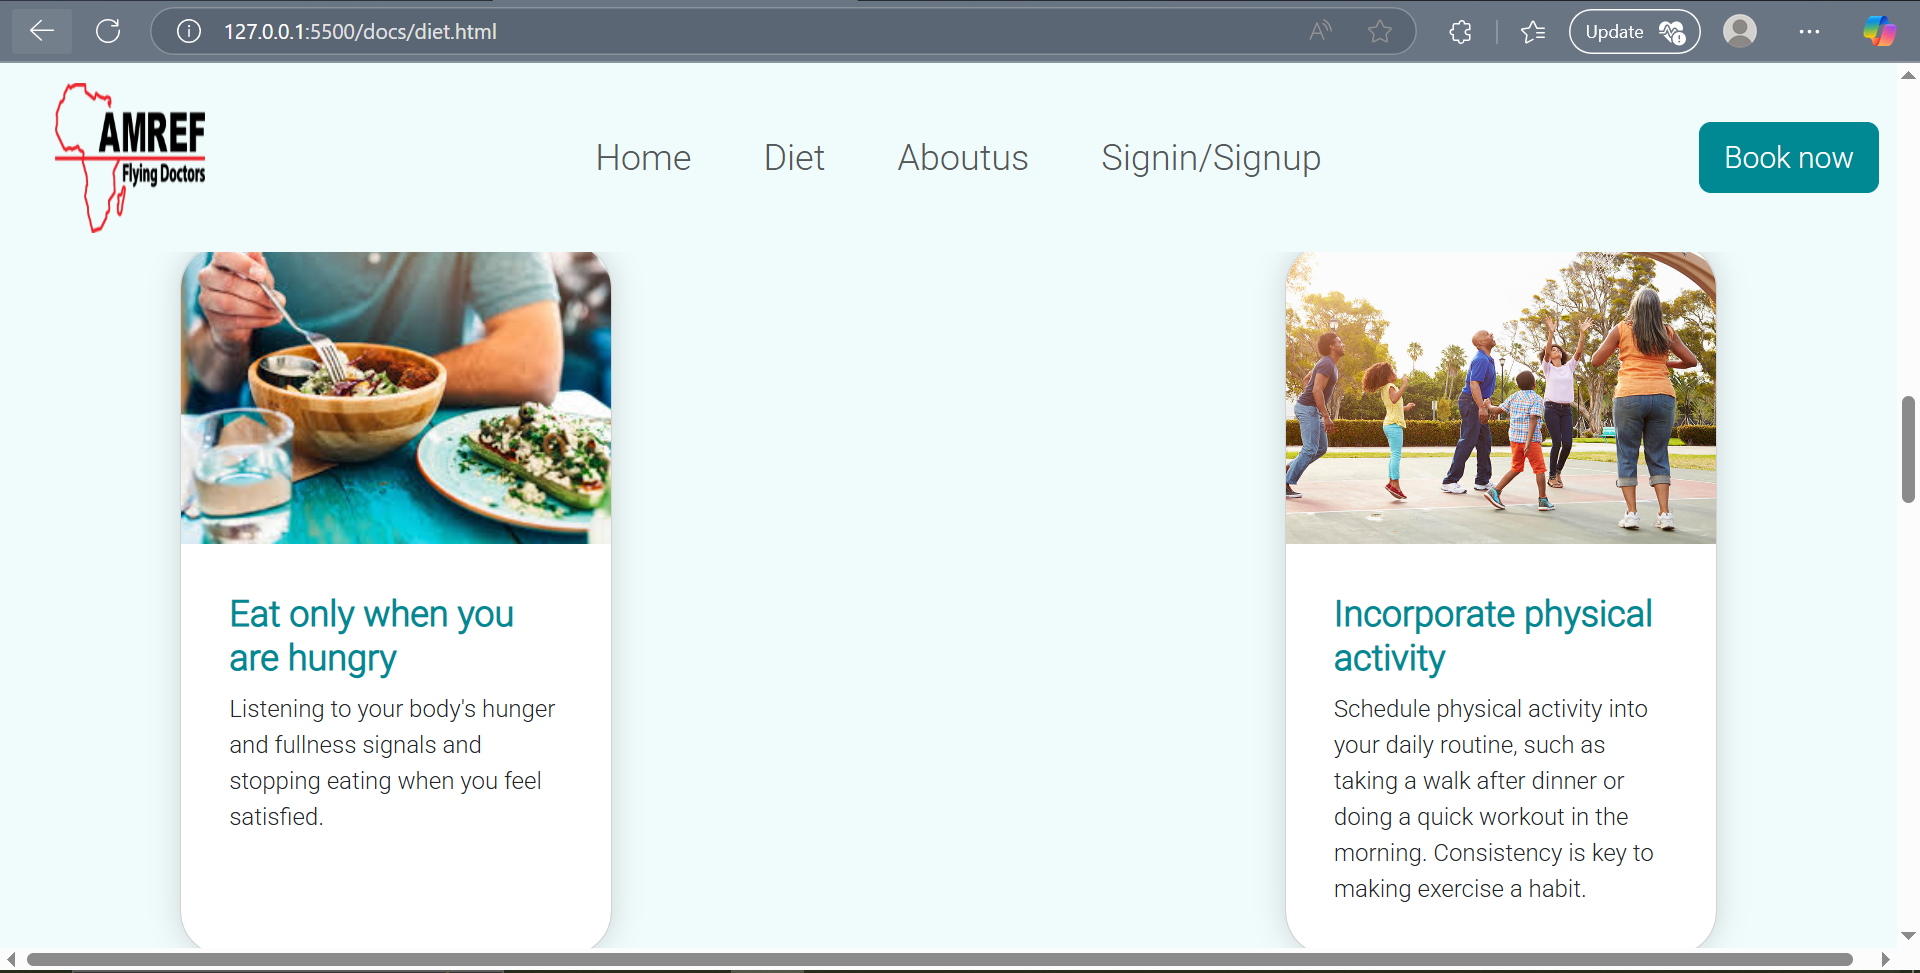 127.0.0.1:5500/docs/diet.html
Update
AMREF
Flying Doctors
Home Diet Aboutus Signin/Signup
Book now
Eat only when you
are hungry
Listening to your body's hunger
and fullness signals and
stopping eating when you feel
satisfied.
Incorporate physical
activity
Schedule physical activity into
your daily routine, such as
taking a walk after dinner or
doing a quick workout in the
morning. Consistency is key to
making exercise a habit.